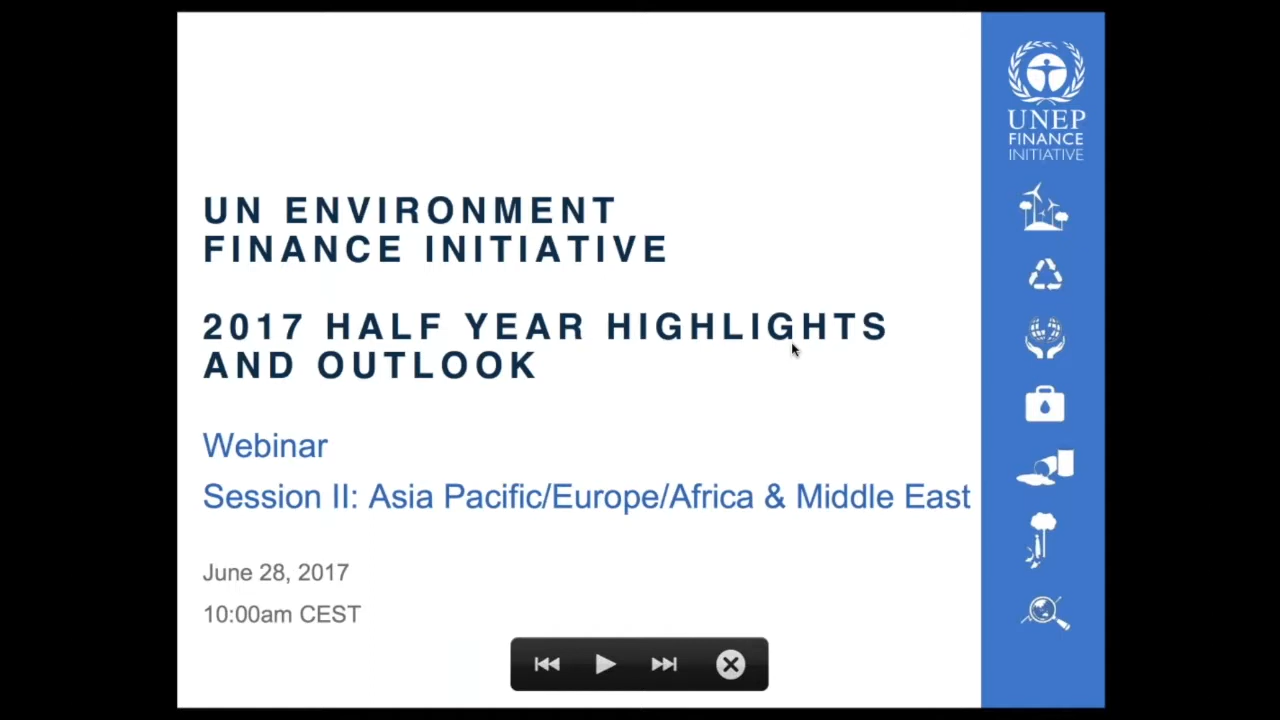 UN ENVIRONMENT
FINANCE INITIATIVE
2017 HALF YEAR HIGHLIGHTS
AND OUTLOOK
Webinar
Session II: Asia Pacific/Europe/Africa & Middle East
June 28, 2017
10:00am CEST
UNEP
FINANCE
INITIATIVE